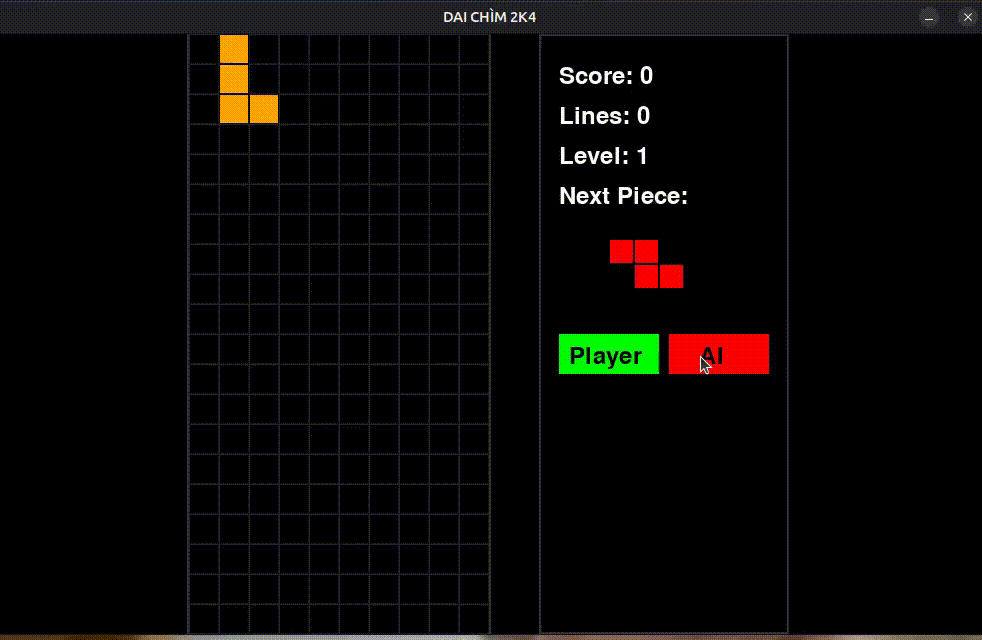 DAI CHÌM 2K4
Score: 0
Lines: 0
Level: 1
Next Piece:
Player
AI